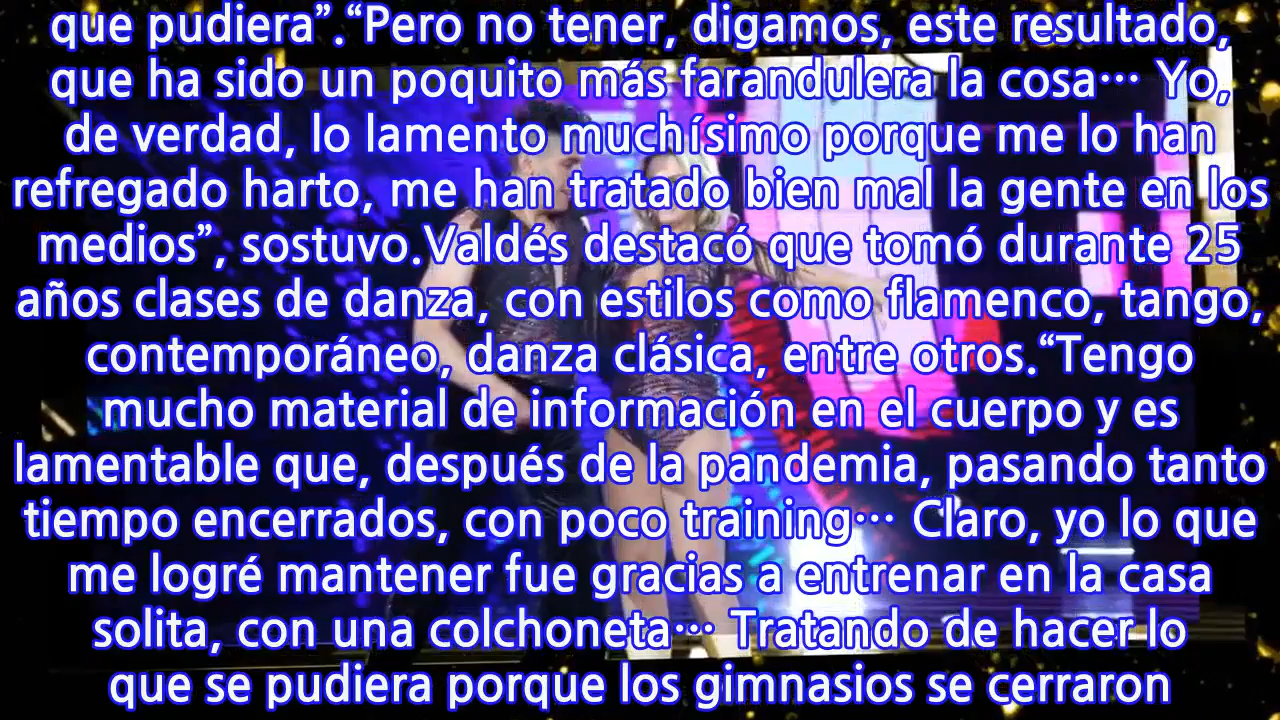 que pudiera”.“Pero no tener, digamos, este resultado,
que ha sido un poquito más farandulera la cosa… Yo,
de verdad, lo lamento muchísimo porque me lo han
refregado harto, me han tratado bien mal la gente en los
medios”, sostuvo.Valdés destacó que tomó durante 25
años clases de danza, con estilos como flamenco, tango,
contemporáneo, danza clásica, entre otros.“Tengo
mucho material de información en el cuerpo y es
lamentable que, después de la pandemia, pasando tanto
tiempo encerrados, con poco training… Claro, yo lo que
me logré mantener fue gracias a entrenar en la casa
solita, con una colchoneta… Tratando de hacer lo
que se pudiera porque los gimnasios se cerraron